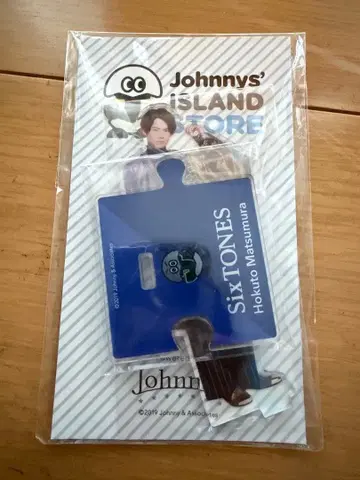 Johnnys'
ISLAND
STORE
SixTONES
Hokuto Matsumura
©2019 Johnny & Associates
Johnny
©2019 Johnny & Associates